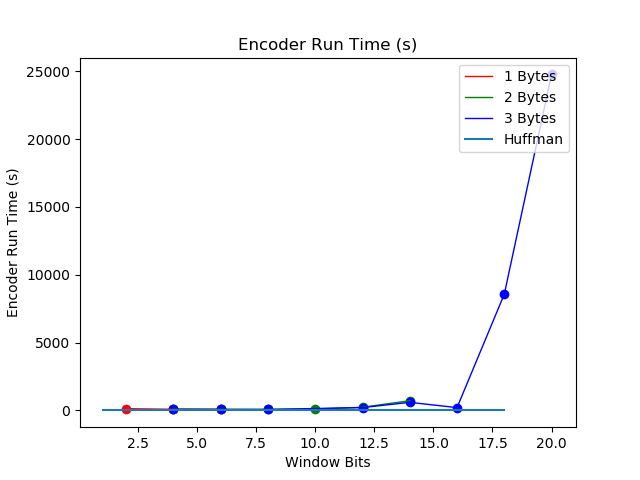 Encoder Run Time (s)
25000
20000
15000
10000
5000
0
Encoder Run Time (s)
1 Bytes
2 Bytes
3 Bytes
Huffman
2.5 5.0 7.5 10.0 12.5 15.0 17.5 20.0
Window Bits